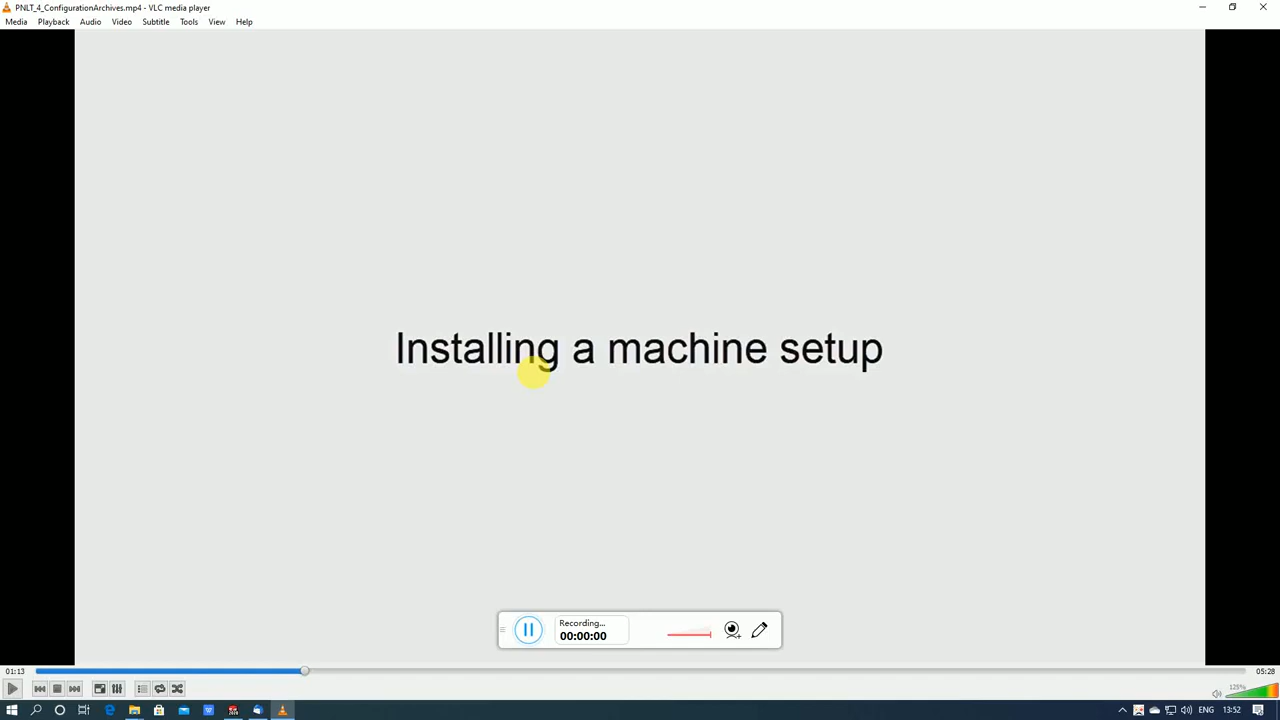 PNLT_4_ConfigurationArchives.mp4 - VLC media player
Media Playback Audio Video Subtitle Tools View Help
Installing a machine setup
Recording...
00:00:00
01:13
05:28
125%
ENG 13:52